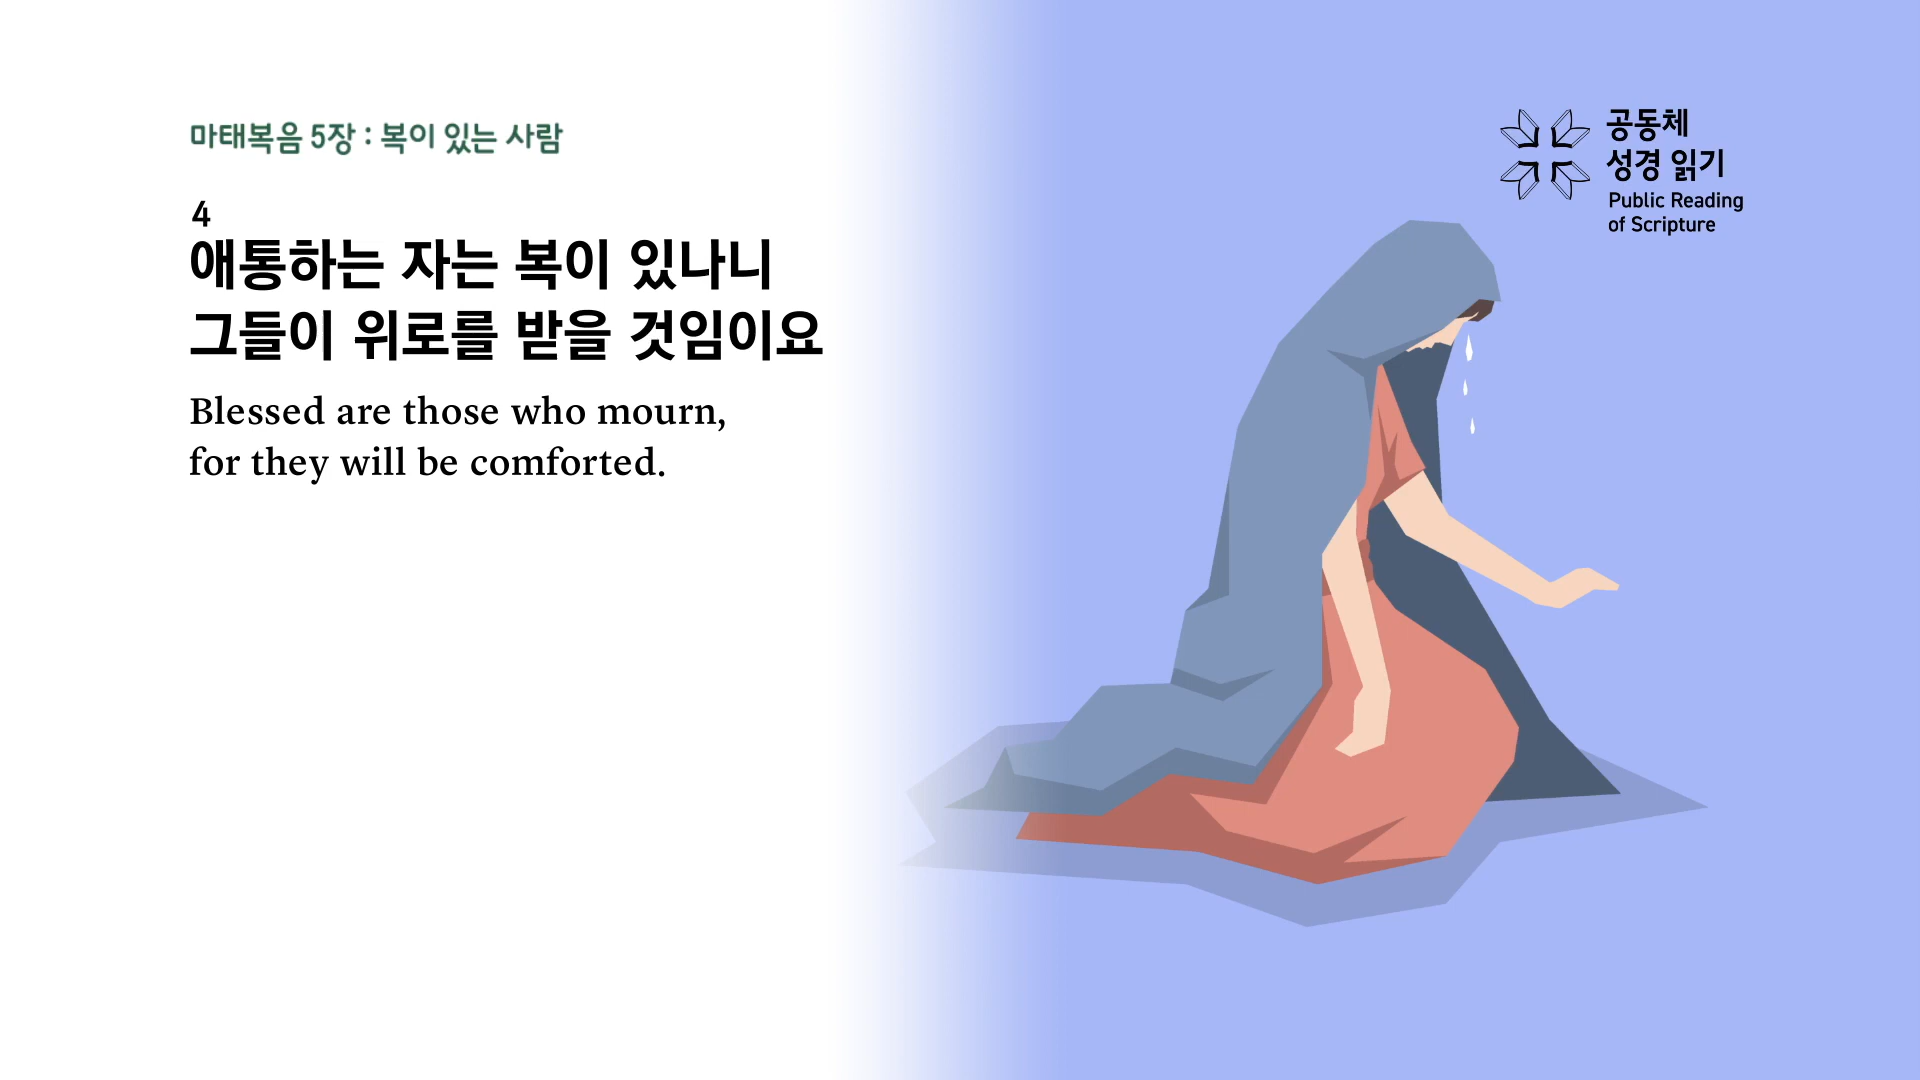 마태복음 5장 : 복이 있는 사람
4
애통하는 자는 복이 있나니
그들이 위로를 받을 것임이요
Blessed are those who mourn,
for they will be comforted.
공동체
성경 읽기
Public Reading
of Scripture